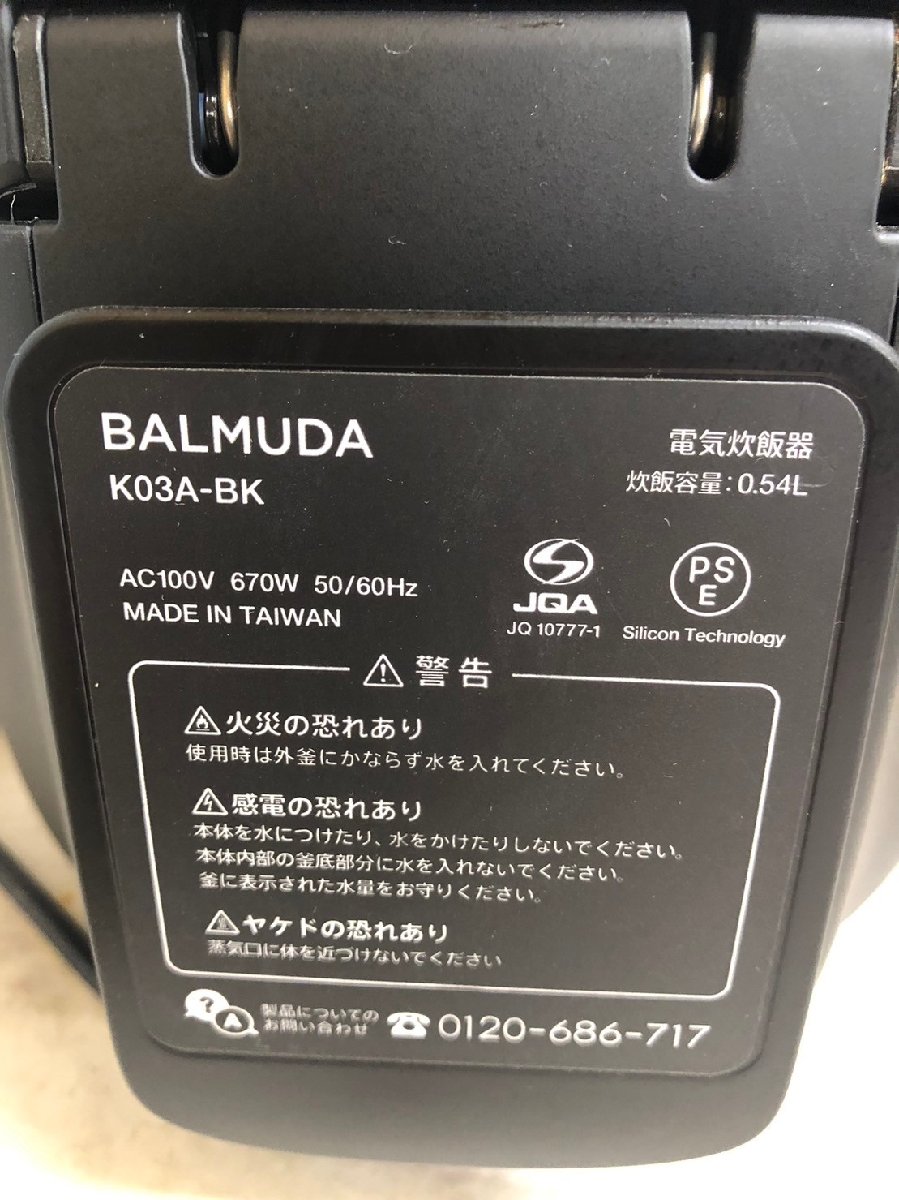 BALMUDA
電気炊飯器
K03A-BK
炊飯容量：0.54L
AC100V 670W 50/60Hz
MADE IN TAIWAN
JQA
JQ 10777-1
PS
E
Silicon Technology
警告
火災の恐れあり
使用時は外釜にかならず水を入れてください。
感電の恐れあり
本体を水につけたり、水をかけたりしないでください。
本体内部の釜底部分に水を入れないでください。
釜に表示された水量をお守りください。
ヤケドの恐れあり
蒸気口に体を近づけないでください
? A
製品についての
お問い合わせ
☎ 0120-686-717